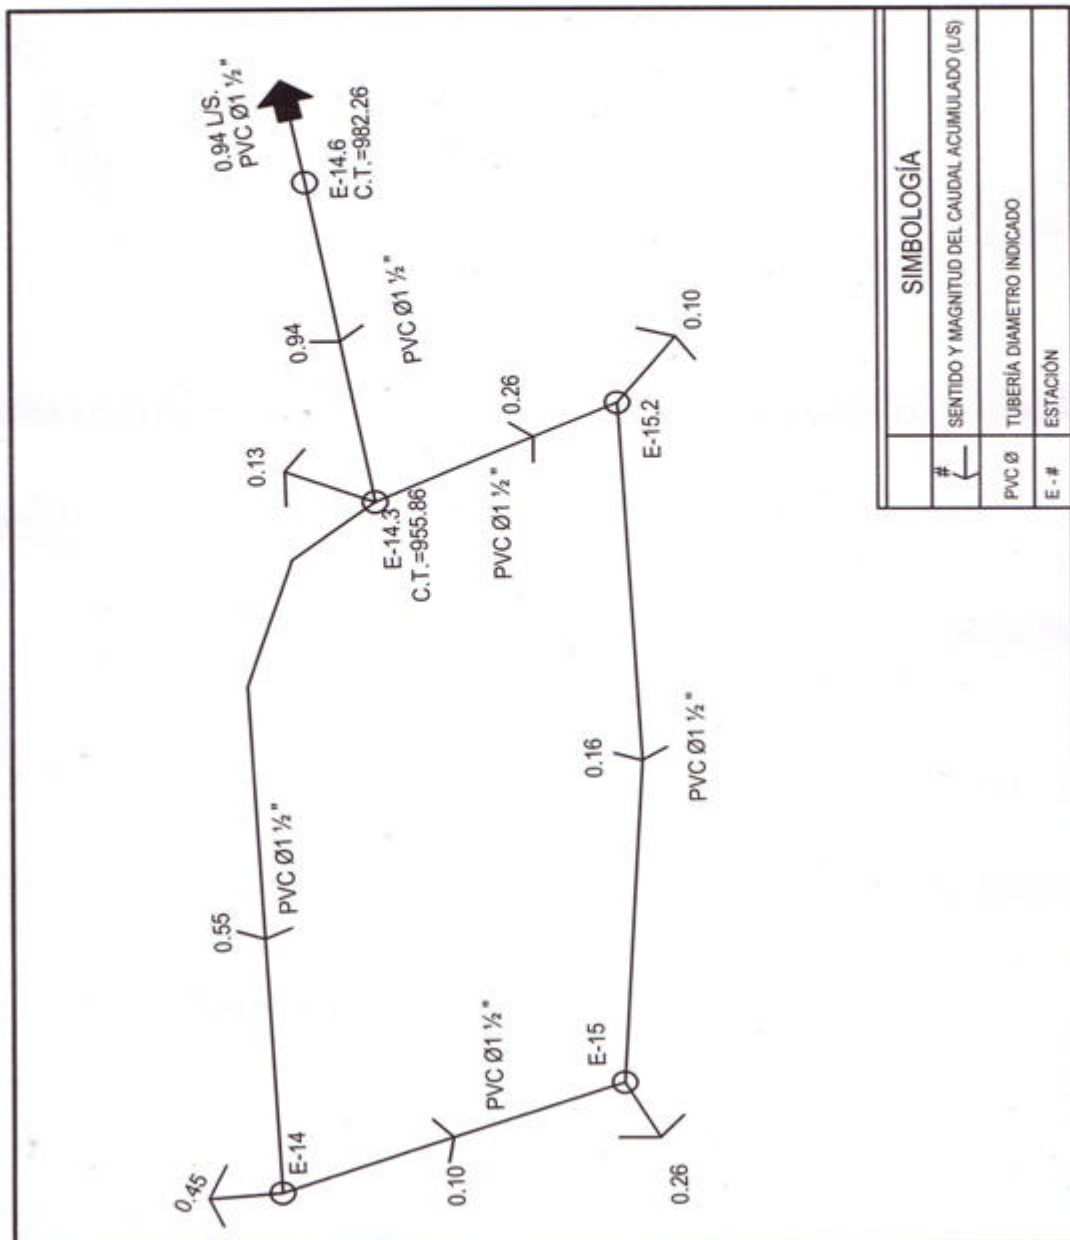 0.94 L/S.
PVC Ø1 ½"
E-14.6
C.T.=982.26
0.94
PVC Ø1 ½"
0.13
E-14.3
C.T.=955.86
0.26
PVC Ø1 ½"
0.10
E-15.2
0.55
PVC Ø1 ½"
0.16
PVC Ø1 ½"
0.45
E-14
0.10
PVC Ø1 ½"
E-15
0.26
SIMBOLOGÍA
# SENTIDO Y MAGNITUD DEL CAUDAL ACUMULADO (L/S)
PVC Ø TUBERÍA DIAMETRO INDICADO
E - # ESTACIÓN